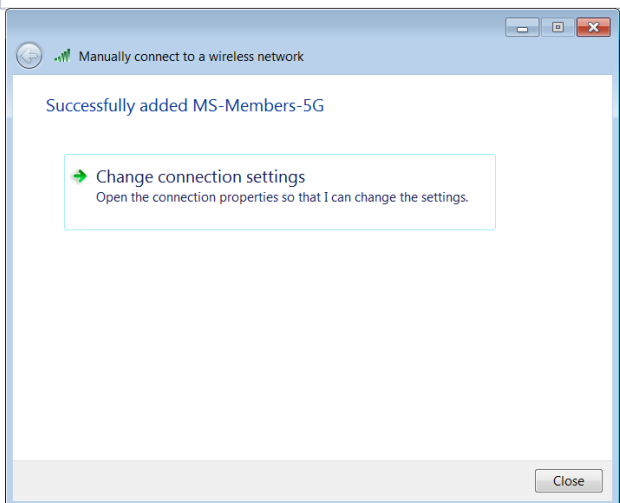 Manually connect to a wireless network
Successfully added MS-Members-5G
Change connection settings
Open the connection properties so that I can change the settings.
Close